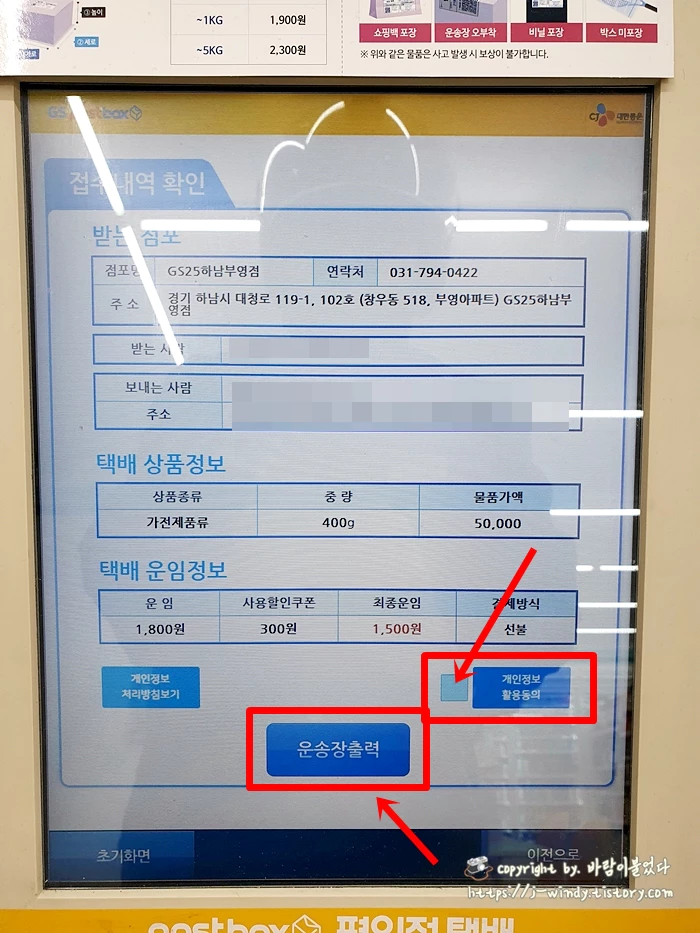 ③높이
②세로
~1KG 1,900원
~5KG 2,300원
쇼핑백 포장 운송장 오부착 비닐 포장 박스 미포장
※ 위와 같은 물품은 사고 발생 시 보상이 불가합니다.
GS postbox CJ 대한통운
접수내역 확인
받는 점포
점포명 GS25하남부영점 연락처 031-794-0422
주 소 경기 하남시 대청로 119-1, 102호 (창우동 518, 부영아파트) GS25하남부
영점
받는 사람
보내는 사람
주소
택배 상품정보
상품종류 중 량 물품가액
가전제품류 400g 50,000
택배 운임정보
운 임 사용할인쿠폰 최종운임 결제방식
1,800원 300원 1,500원 선불
개인정보
처리방침보기
개인정보
활용동의
운송장출력
초기화면 이전으로
copyright by. 바람이불었다
https://j-windy.tistory.com
postbox 편의점 택배